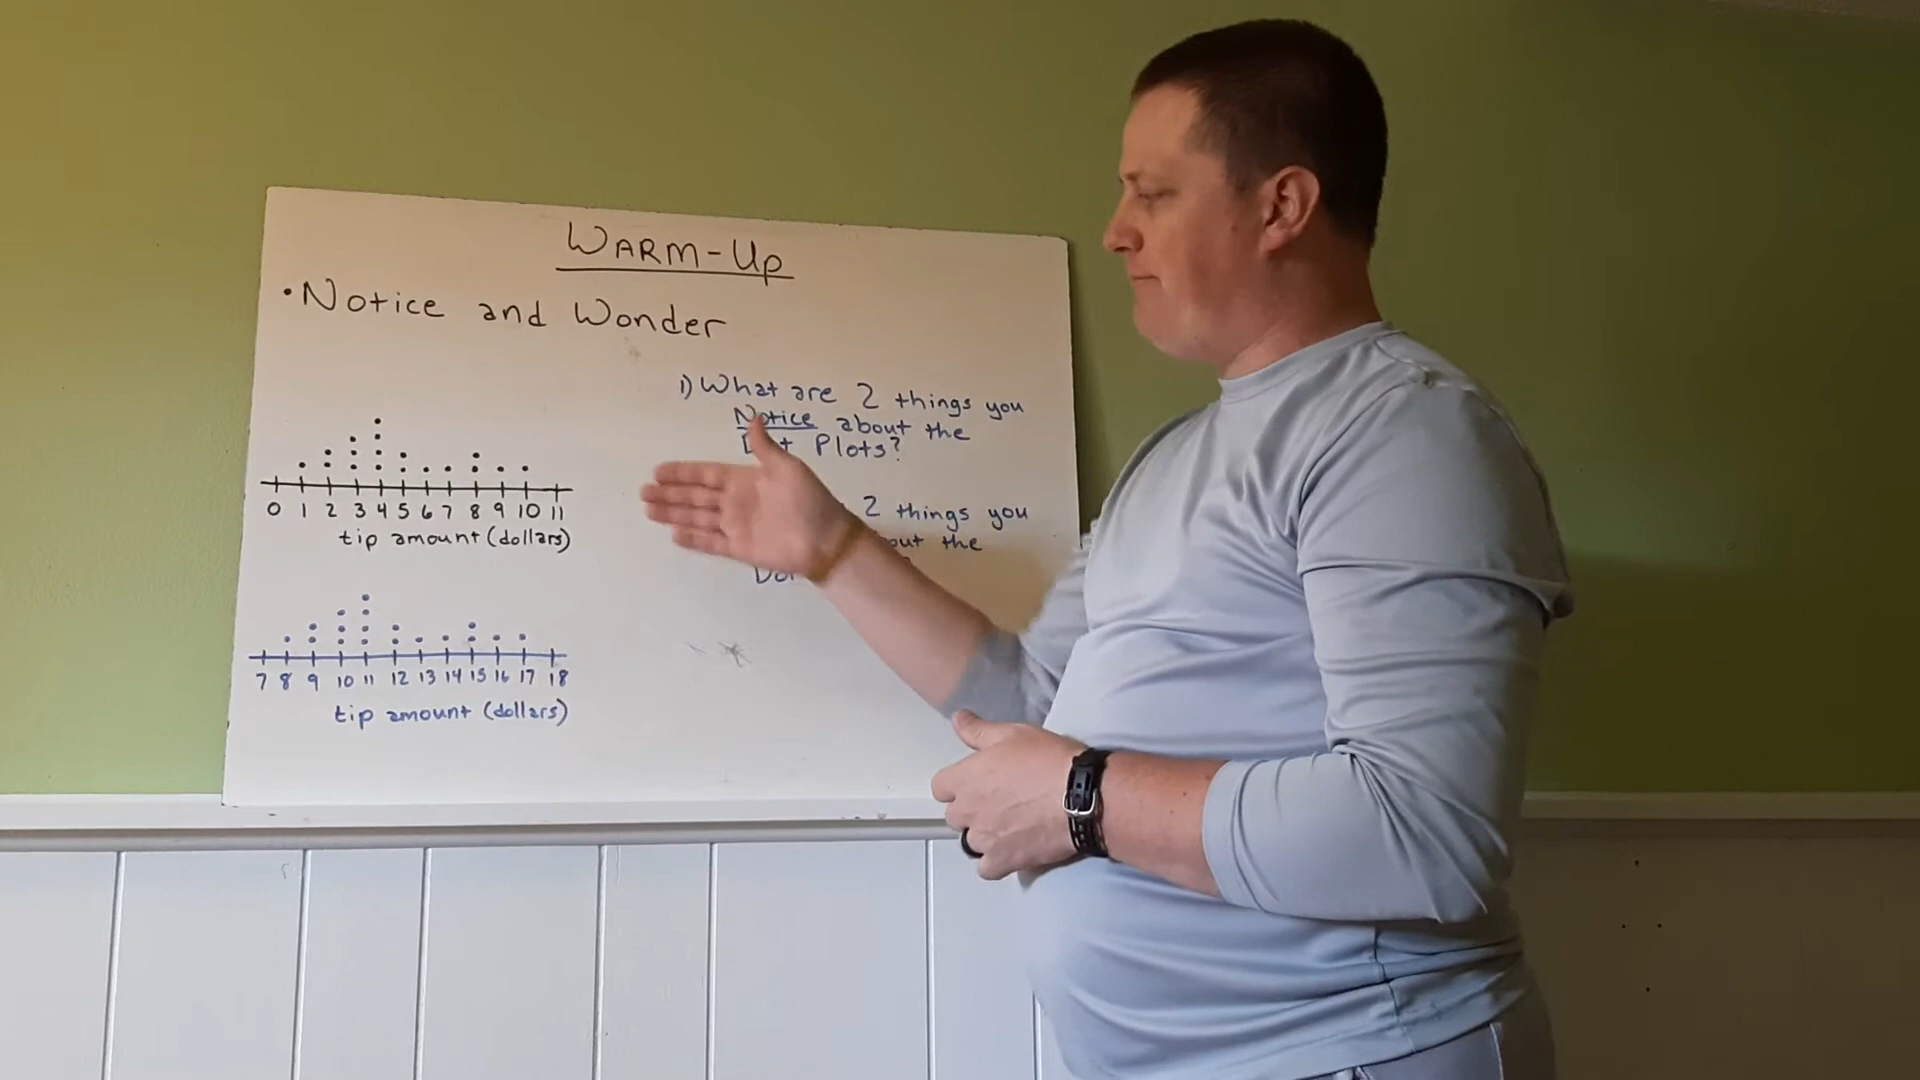 WARM-Up
• Notice and Wonder
1) What are 2 things you
Notice about the
Plots?
2 things you
out the
0 1 2 3 4 5 6 7 8 9 10 11
tip amount (dollars)
7 8 9 10 11 12 13 14 15 16 17 18
tip amount (dollars)